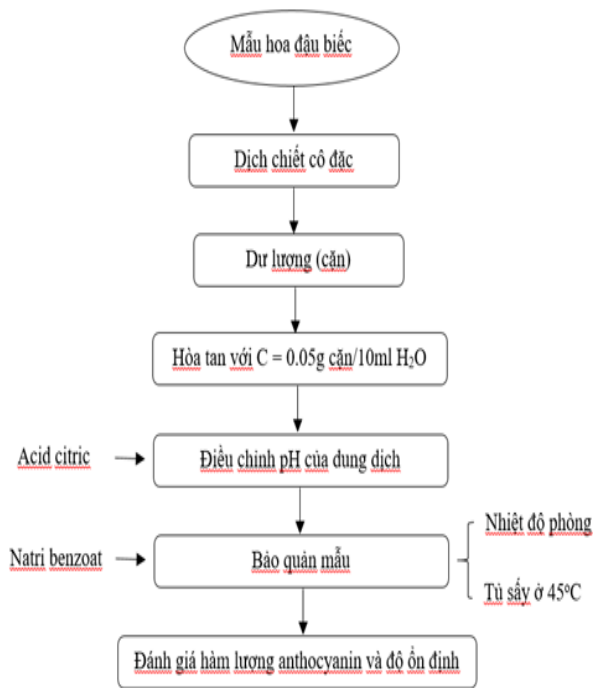 Mẫu hoa đậu biếc
Dịch chiết cô đặc
Dư lượng (cặn)
Hòa tan với C = 0.05g cặn/10ml H₂O
Acid citric
Điều chỉnh pH của dung dịch
Natri benzoat
Bảo quản mẫu
Nhiệt độ phòng
Tủ sấy ở 45°C
Đánh giá hàm lượng anthocyanin và độ ổn định